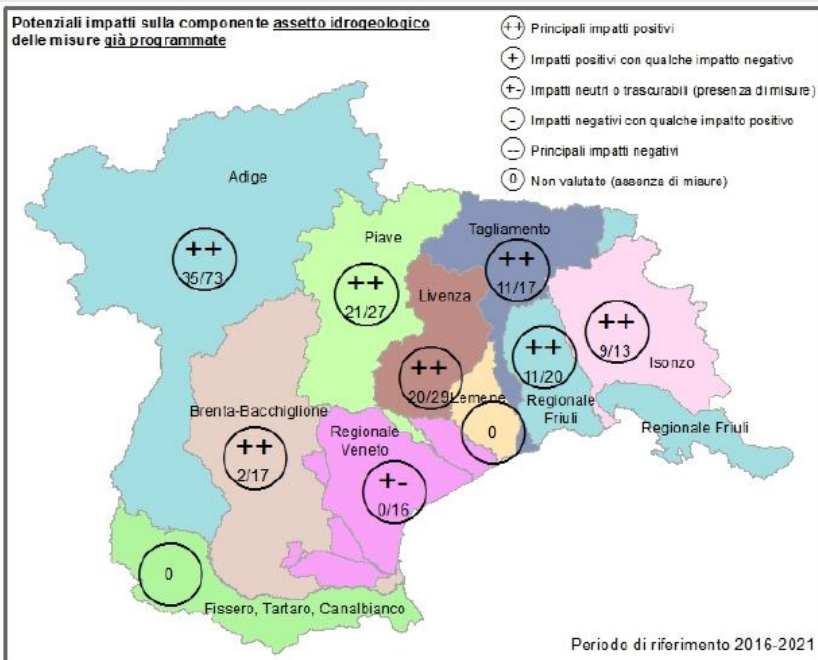 Potenziali impatti sulla componente assetto idrogeologico
delle misure già programmate
++ Principali impatti positivi
+ Impatti positivi con qualche impatto negativo
+- Impatti neutri o trascurabili (presenza di misure)
- Impatti negativi con qualche impatto positivo
-- Principali impatti negativi
0 Non valutato (assenza di misure)
Adige
++
35/73
Piave
++
21/27
Tagliamento
++
11/17
Livenza
++
20/29
Lemene
0
++
11/20
Regionale
Friuli
++
9/13
Isonzo
Regionale Friuli
Brenta-Bacchiglione
++
2/17
Regionale
Veneto
+-
0/16
0
Fissero, Tartaro, Canalbianco
Periodo di riferimento 2016-2021